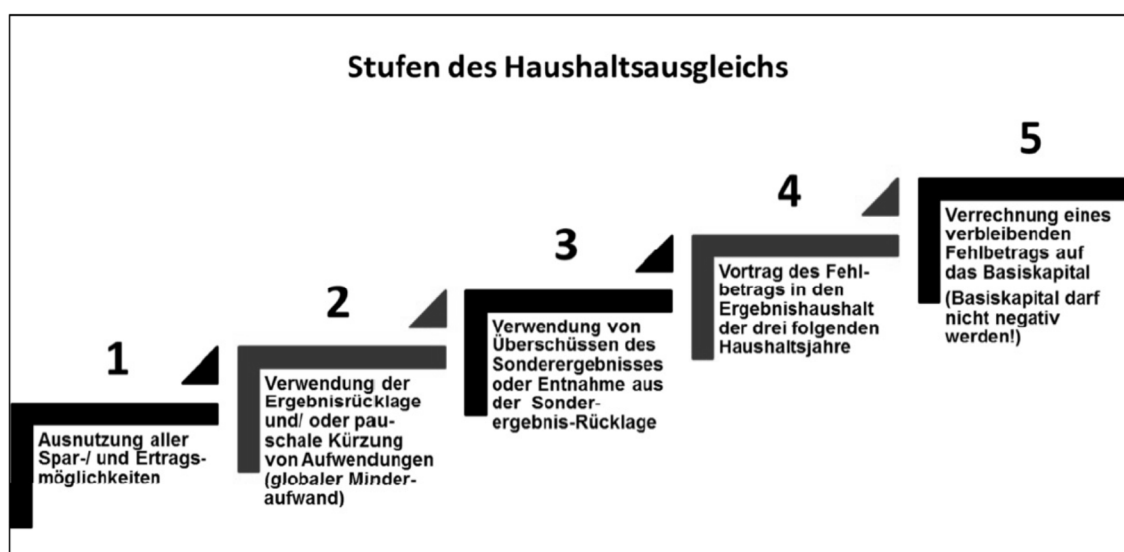 Stufen des Haushaltsausgleichs
1
Ausnutzung aller
Spar-/ und Ertrags-
möglichkeiten
2
Verwendung der
Ergebnisrücklage
und/ oder pau-
schale Kürzung
von Aufwendungen
(globaler Minder-
aufwand)
3
Verwendung von
Überschüssen des
Sonderergebnisses
oder Entnahme aus
der Sonder-
ergebnis-Rücklage
4
Vortrag des Fehl-
betrags in den
Ergebnishaushalt
der drei folgenden
Haushaltsjahre
5
Verrechnung eines
verbleibenden
Fehlbetrags auf
das Basiskapital
(Basiskapital darf
nicht negativ
werden!)